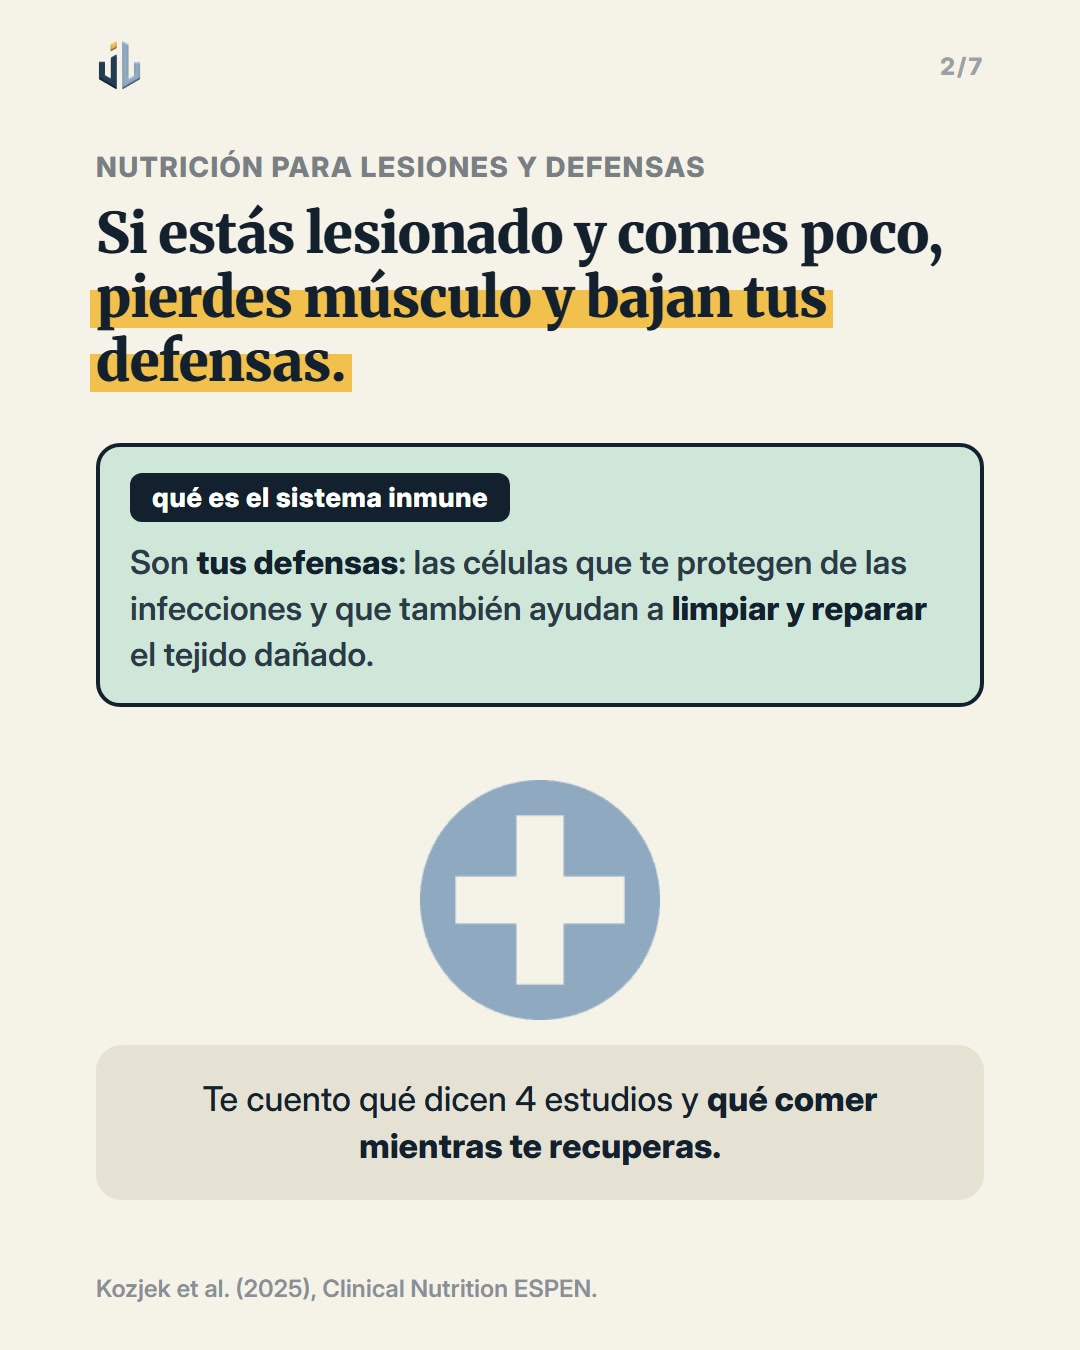 2/7
NUTRICIÓN PARA LESIONES Y DEFENSAS
Si estás lesionado y comes poco,
pierdes músculo y bajan tus
defensas.
qué es el sistema inmune
Son tus defensas: las células que te protegen de las
infecciones y que también ayudan a limpiar y reparar
el tejido dañado.
Te cuento qué dicen 4 estudios y qué comer
mientras te recuperas.
Kozjek et al. (2025), Clinical Nutrition ESPEN.